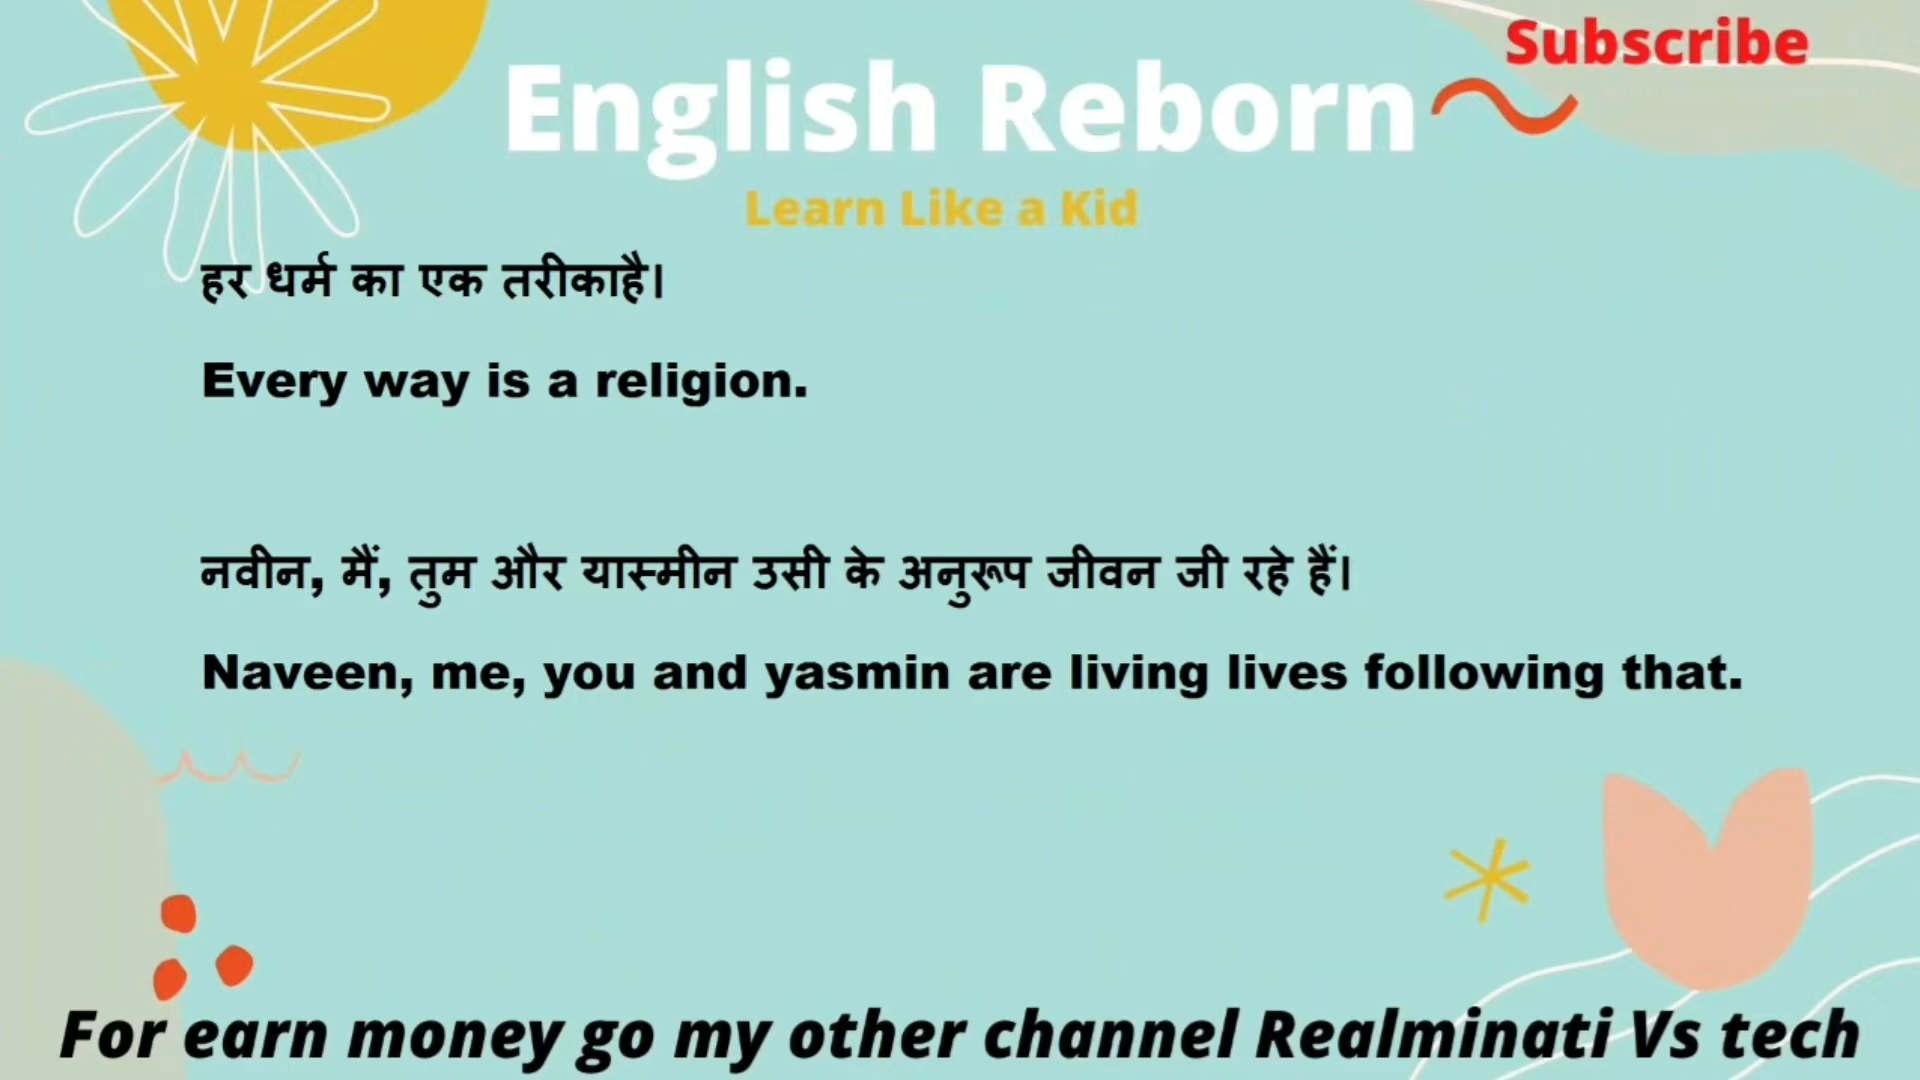 Subscribe
English Reborn
Learn Like a Kid
हर धर्म का एक तरीकाहै।
Every way is a religion.
नवीन, मैं, तुम और यास्मीन उसी के अनुरूप जीवन जी रहे हैं।
Naveen, me, you and yasmin are living lives following that.
For earn money go my other channel Realminati Vs tech